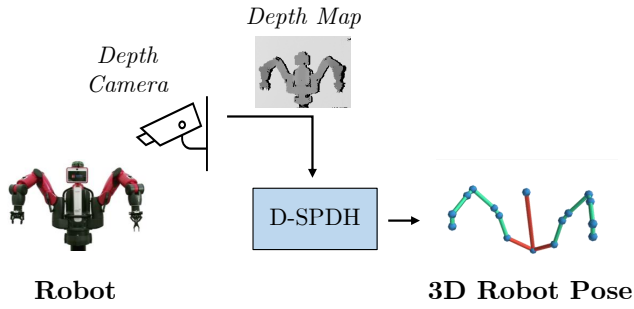 Depth Map
Depth
Camera
D-SPDH
Robot
3D Robot Pose